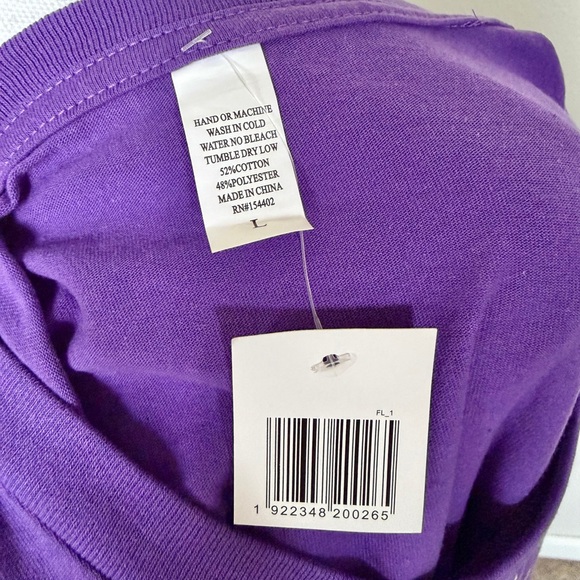 HAND OR MACHINE
WASH IN COLD
WATER NO BLEACH
TUMBLE DRY LOW
52%COTTON
48%POLYESTER
MADE IN CHINA
RN#154402
L
FL_1
1 922348 200265